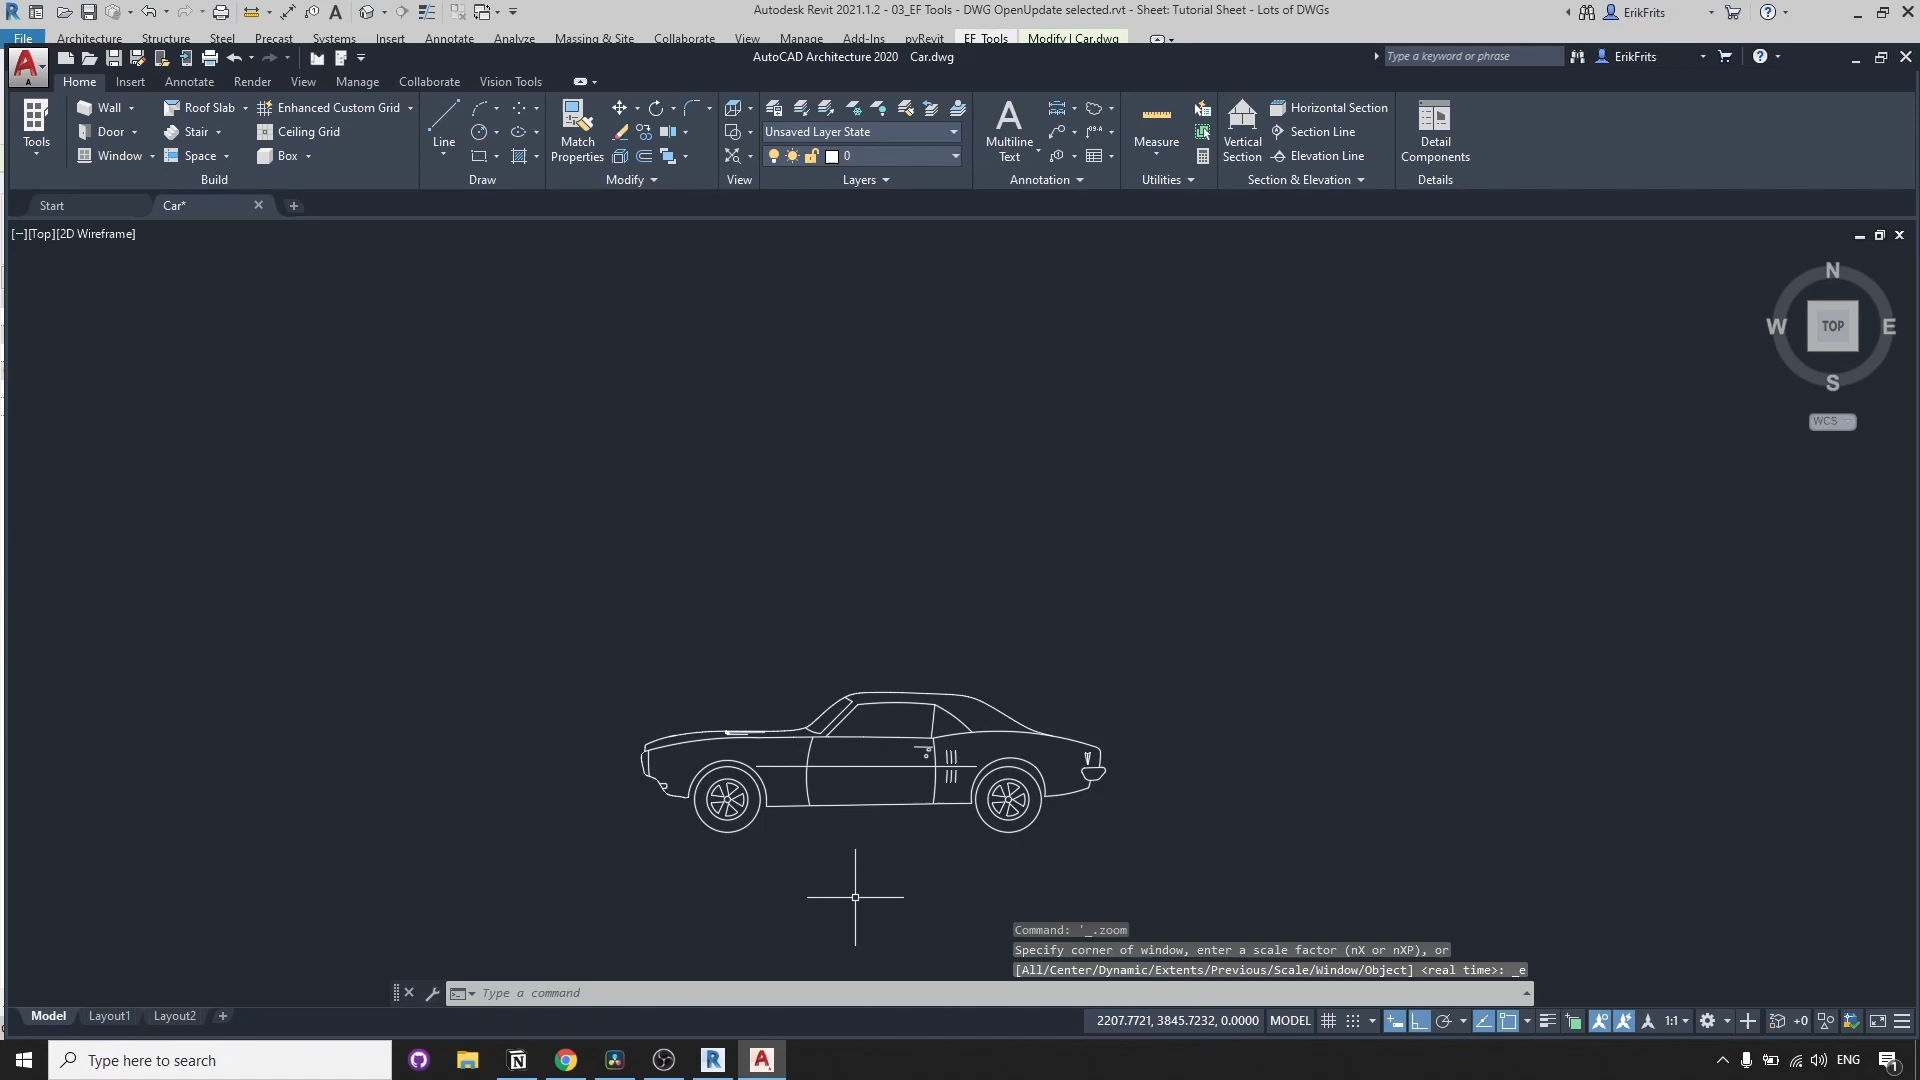 Autodesk Revit 2021.1.2 - 03_EF Tools - DWG OpenUpdate selected.rvt - Sheet: Tutorial Sheet - Lots of DWGs
ErikFrits
File Architecture Structure Steel Precast Systems Insert Annotate Analyze Massing & Site Collaborate View Manage Add-Ins pyRevit EF Tools Modify | Car.dwg
AutoCAD Architecture 2020 Car.dwg
Type a keyword or phrase
ErikFrits
Home Insert Annotate Render View Manage Collaborate Vision Tools
Tools
Wall
Door
Window
Roof Slab
Stair
Space
Enhanced Custom Grid
Ceiling Grid
Box
Build
Line
Draw
Match
Properties
Modify
View
Unsaved Layer State
0
Layers
Multiline
Text
Annotation
Measure
Utilities
Vertical
Section
Horizontal Section
Section Line
Elevation Line
Section & Elevation
Detail
Components
Details
Start
Car*
[−][Top][2D Wireframe]
N
W
TOP
E
S
WCS
Command: '_.zoom
Specify corner of window, enter a scale factor (nX or nXP), or
[All/Center/Dynamic/Extents/Previous/Scale/Window/Object] <real time>: _e
Type a command
Model Layout1 Layout2
2207.7721, 3845.7232, 0.0000 MODEL 1:1 +0
Type here to search
ENG
1